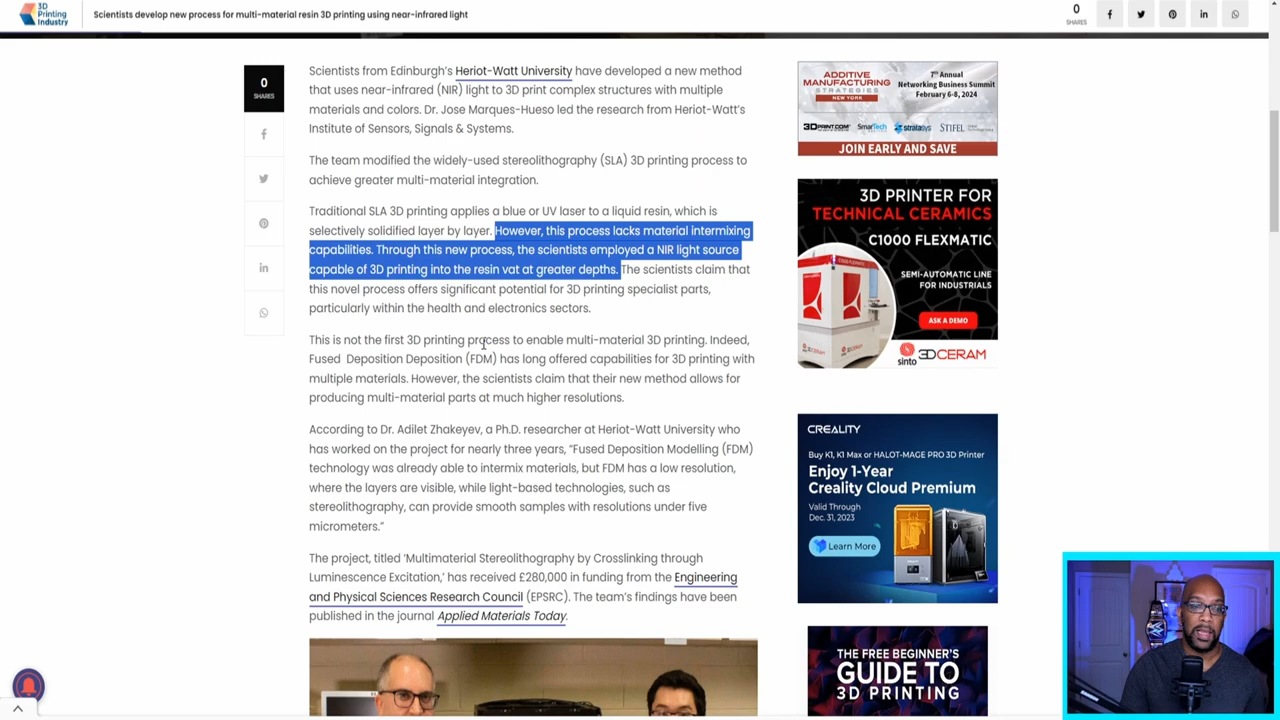 3D Printing Industry
Scientists develop new process for multi-material resin 3D printing using near-infrared light
0
SHARES
0
SHARES
Scientists from Edinburgh's Heriot-Watt University have developed a new method
that uses near-infrared (NIR) light to 3D print complex structures with multiple
materials and colors. Dr. Jose Marques-Hueso led the research from Heriot-Watt's
Institute of Sensors, Signals & Systems.
The team modified the widely-used stereolithography (SLA) 3D printing process to
achieve greater multi-material integration.
Traditional SLA 3D printing applies a blue or UV laser to a liquid resin, which is
selectively solidified layer by layer. However, this process lacks material intermixing
capabilities. Through this new process, the scientists employed a NIR light source
capable of 3D printing into the resin vat at greater depths. The scientists claim that
this novel process offers significant potential for 3D printing specialist parts,
particularly within the health and electronics sectors.
This is not the first 3D printing process to enable multi-material 3D printing. Indeed,
Fused Deposition Deposition (FDM) has long offered capabilities for 3D printing with
multiple materials. However, the scientists claim that their new method allows for
producing multi-material parts at much higher resolutions.
According to Dr. Adilet Zhakeyev, a Ph.D. researcher at Heriot-Watt University who
has worked on the project for nearly three years, "Fused Deposition Modelling (FDM)
technology was already able to intermix materials, but FDM has a low resolution,
where the layers are visible, while light-based technologies, such as
stereolithography, can provide smooth samples with resolutions under five
micrometers."
The project, titled 'Multimaterial Stereolithography by Crosslinking through
Luminescence Excitation,' has received £280,000 in funding from the Engineering
and Physical Sciences Research Council (EPSRC). The team's findings have been
published in the journal Applied Materials Today.
ADDITIVE
MANUFACTURING
STRATEGIES
NEW YORK
7th Annual
Networking Business Summit
February 6-8, 2024
3DPRINT.COM SmarTech stratasys STIFEL
JOIN EARLY AND SAVE
3D PRINTER FOR
TECHNICAL CERAMICS
C1000 FLEXMATIC
SEMI-AUTOMATIC LINE
FOR INDUSTRIALS
ASK A DEMO
sinto 3DCERAM
CREALITY
Buy K1, K1 Max or HALOT-MAGE PRO 3D Printer
Enjoy 1-Year
Creality Cloud Premium
Valid Through
Dec. 31, 2023
Learn More
THE FREE BEGINNER'S
GUIDE TO
3D PRINTING